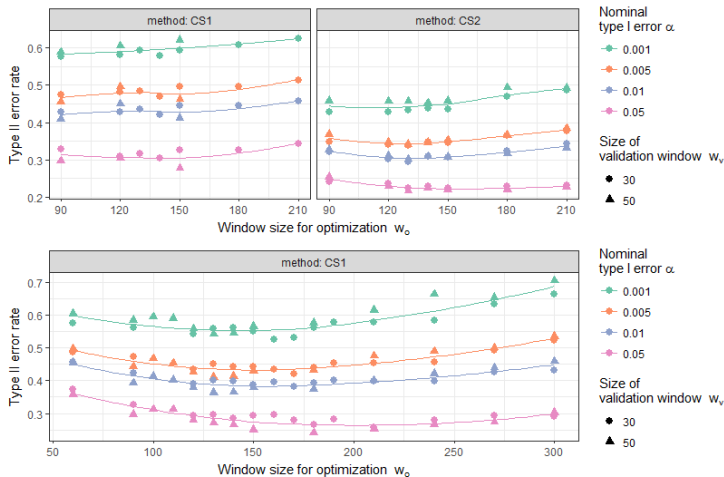 method: CS1
method: CS2
Type II error rate
0.6
0.5
0.4
0.3
0.2
90
120
150
180
210
90
120
150
180
210
Window size for optimization wₒ
Nominal
type I error α
0.001
0.005
0.01
0.05
Size of
validation window wᵥ
30
50
method: CS1
Type II error rate
0.7
0.6
0.5
0.4
0.3
50
100
150
200
250
300
Window size for optimization wₒ
Nominal
type I error α
0.001
0.005
0.01
0.05
Size of
validation window wᵥ
30
50